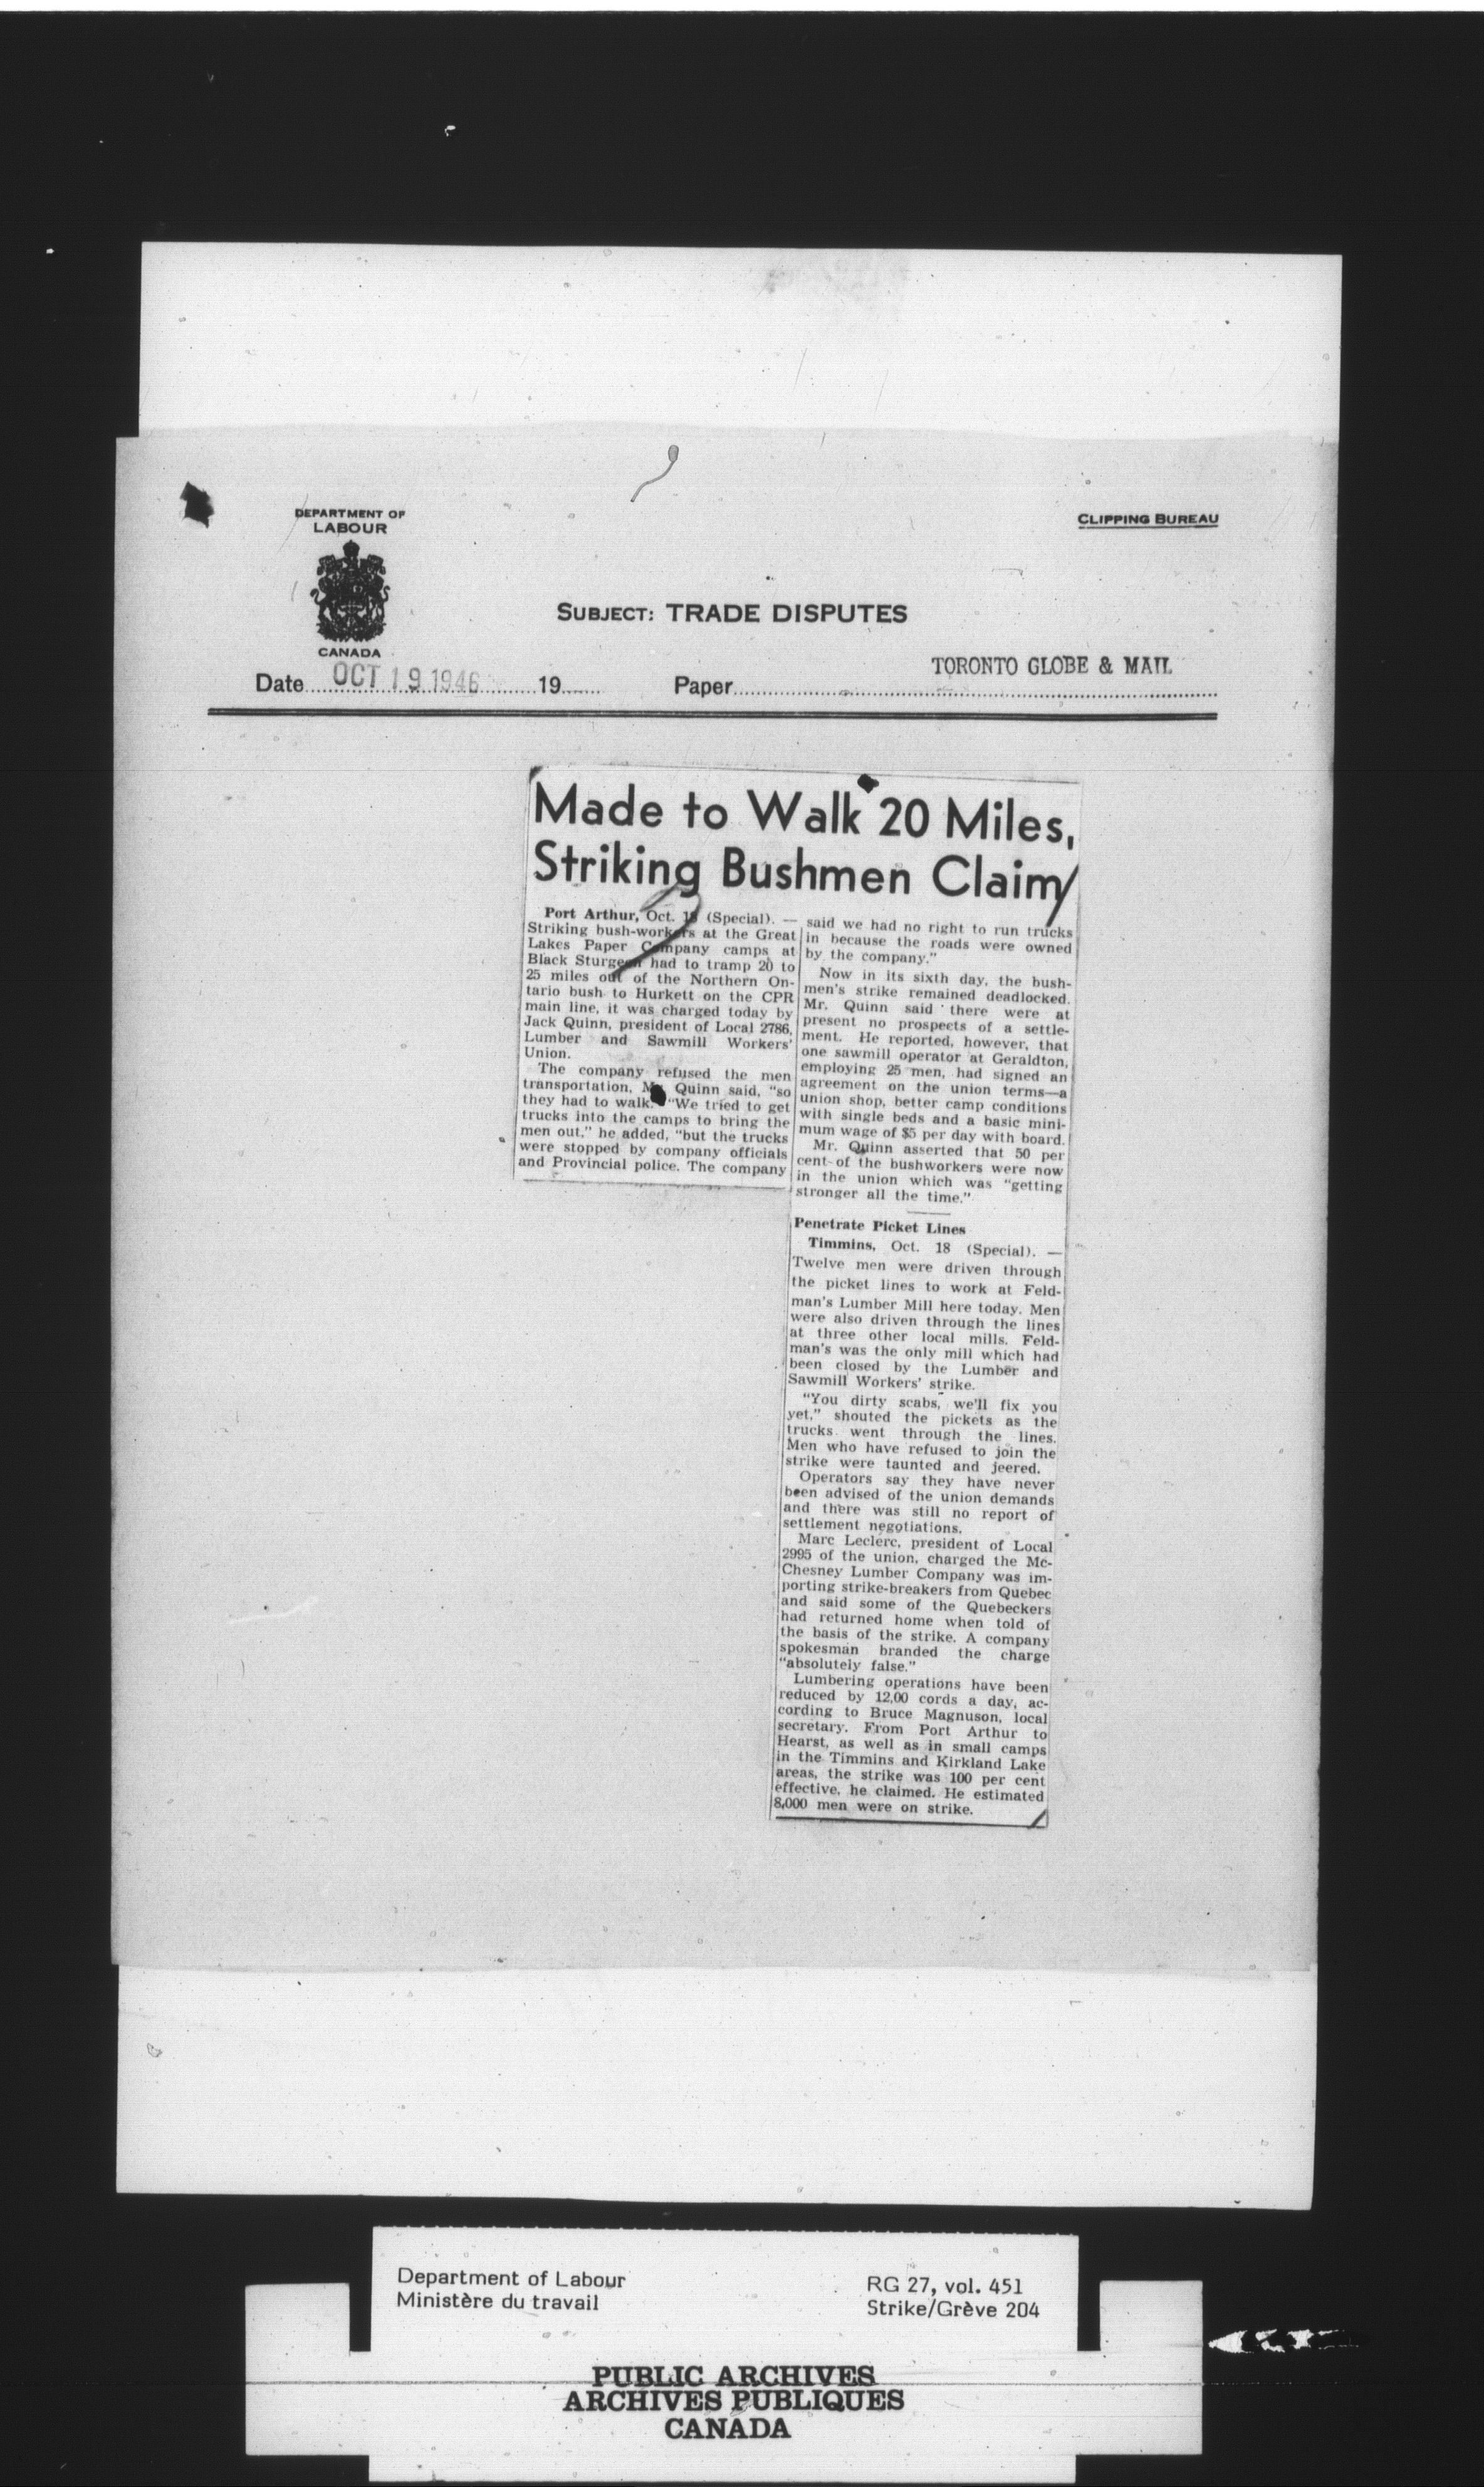 DEPARTMENT OF
LABOUR
CANADA
CLIPPING BUREAU
SUBJECT: TRADE DISPUTES
Date OCT 19 1946 19
Paper TORONTO GLOBE & MAIL
Made to Walk 20 Miles,
Striking Bushmen Claim
Port Arthur, Oct. 18 (Special). —
Striking bush-workers at the Great
Lakes Paper Company camps at
Black Sturgeon had to tramp 20 to
25 miles out of the Northern On-
tario bush to Hurkett on the CPR
main line, it was charged today by
Jack Quinn, president of Local 2786,
Lumber and Sawmill Workers'
Union.
The company refused the men
transportation, Mr. Quinn said, "so
they had to walk." "We tried to get
trucks into the camps to bring the
men out," he added, "but the trucks
were stopped by company officials
and Provincial police. The company
said we had no right to run trucks
in because the roads were owned
by the company."
Now in its sixth day, the bush-
men's strike remained deadlocked.
Mr. Quinn said there were at
present no prospects of a settle-
ment. He reported, however, that
one sawmill operator at Geraldton,
employing 25 men, had signed an
agreement on the union terms—a
union shop, better camp conditions
with single beds and a basic mini-
mum wage of $5 per day with board.
Mr. Quinn asserted that 50 per
cent of the bushworkers were now
in the union which was "getting
stronger all the time."
Penetrate Picket Lines
Timmins, Oct. 18 (Special). —
Twelve men were driven through
the picket lines to work at Feld-
man's Lumber Mill here today. Men
were also driven through the lines
at three other local mills. Feld-
man's was the only mill which had
been closed by the Lumber and
Sawmill Workers' strike.
"You dirty scabs, we'll fix you
yet," shouted the pickets as the
trucks went through the lines.
Men who have refused to join the
strike were taunted and jeered.
Operators say they have never
been advised of the union demands
and there was still no report of
settlement negotiations.
Marc Leclerc, president of Local
2995 of the union, charged the Mc-
Chesney Lumber Company was im-
porting strike-breakers from Quebec
and said some of the Quebeckers
had returned home when told of
the basis of the strike. A company
spokesman branded the charge
"absolutely false."
Lumbering operations have been
reduced by 12,00 cords a day, ac-
cording to Bruce Magnuson, local
secretary. From Port Arthur to
Hearst, as well as in small camps
in the Timmins and Kirkland Lake
areas, the strike was 100 per cent
effective, he claimed. He estimated
8,000 men were on strike.
Department of Labour
Ministère du travail
RG 27, vol. 451
Strike/Grève 204
PUBLIC ARCHIVES
ARCHIVES PUBLIQUES
CANADA